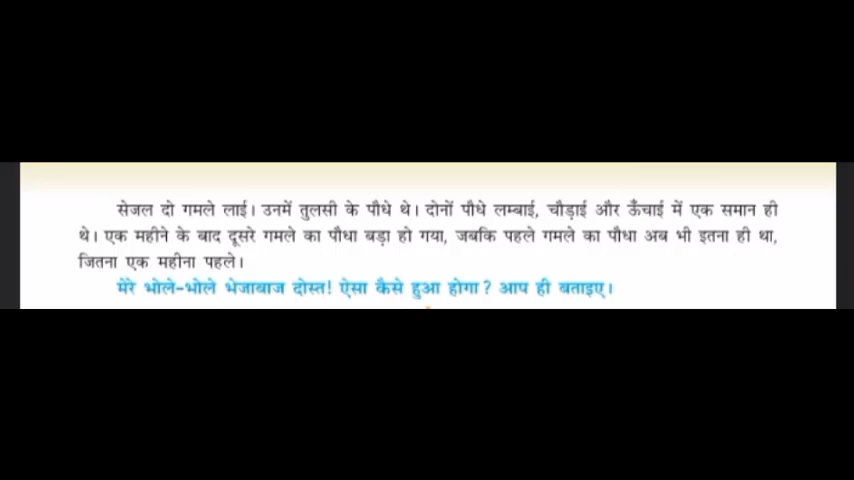 सेजल दो गमले लाई। उनमें तुलसी के पौधे थे। दोनों पौधे लम्बाई, चौड़ाई और ऊँचाई में एक समान ही
थे। एक महीने के बाद दूसरे गमले का पौधा बड़ा हो गया, जबकि पहले गमले का पौधा अब भी इतना ही था,
जितना एक महीना पहले।
मेरे भोले-भोले भेजाबाज दोस्त! ऐसा कैसे हुआ होगा? आप ही बताइए।